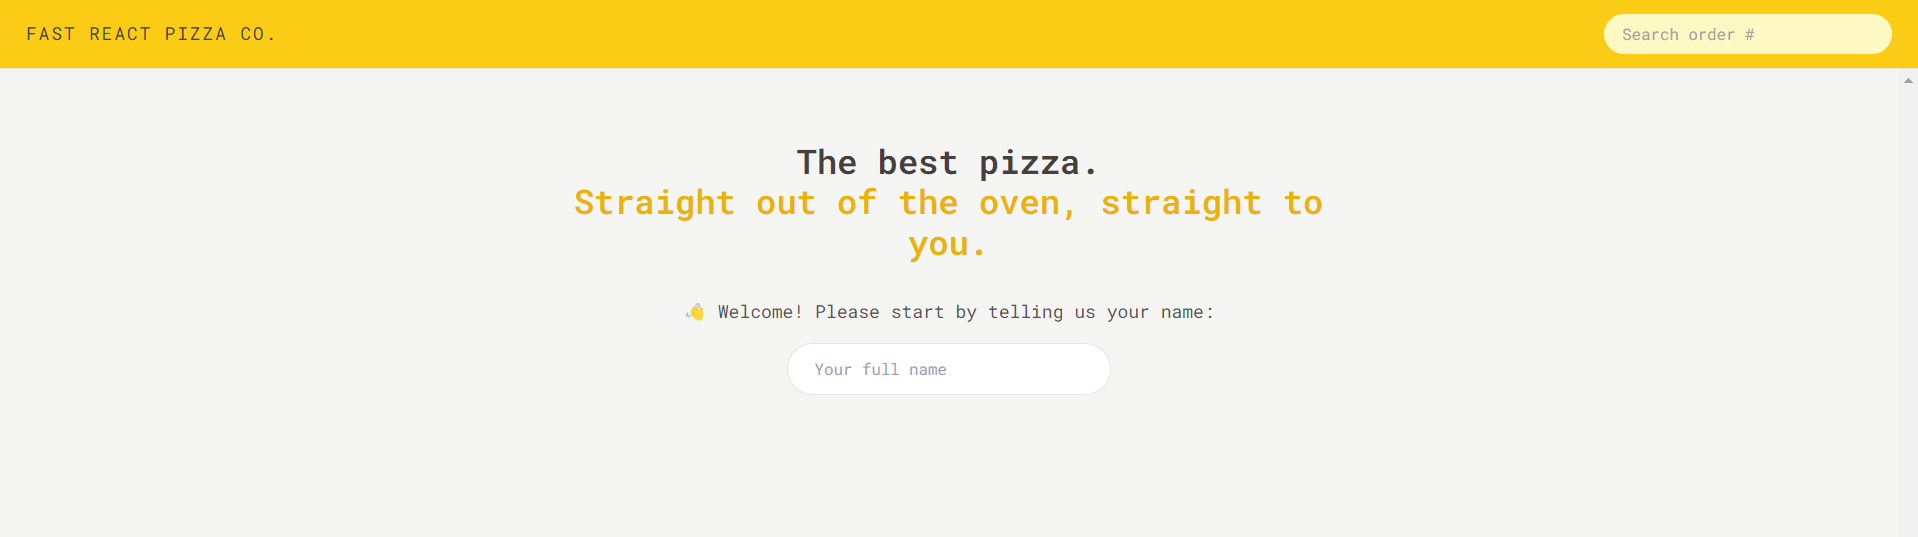 FAST REACT PIZZA CO.
Search order #
The best pizza.
Straight out of the oven, straight to
you.
👋 Welcome! Please start by telling us your name:
Your full name